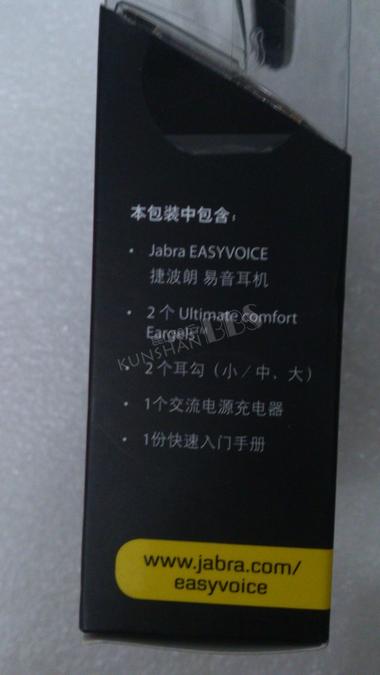 本包装中包含：
• Jabra EASYVOICE
捷波朗 易音耳机
• 2 个 Ultimate comfort
Eargels™
• 2 个耳勾（小／中、大）
• 1个交流电源充电器
• 1份快速入门手册
KUNSHAN BBS
www.jabra.com/
easyvoice